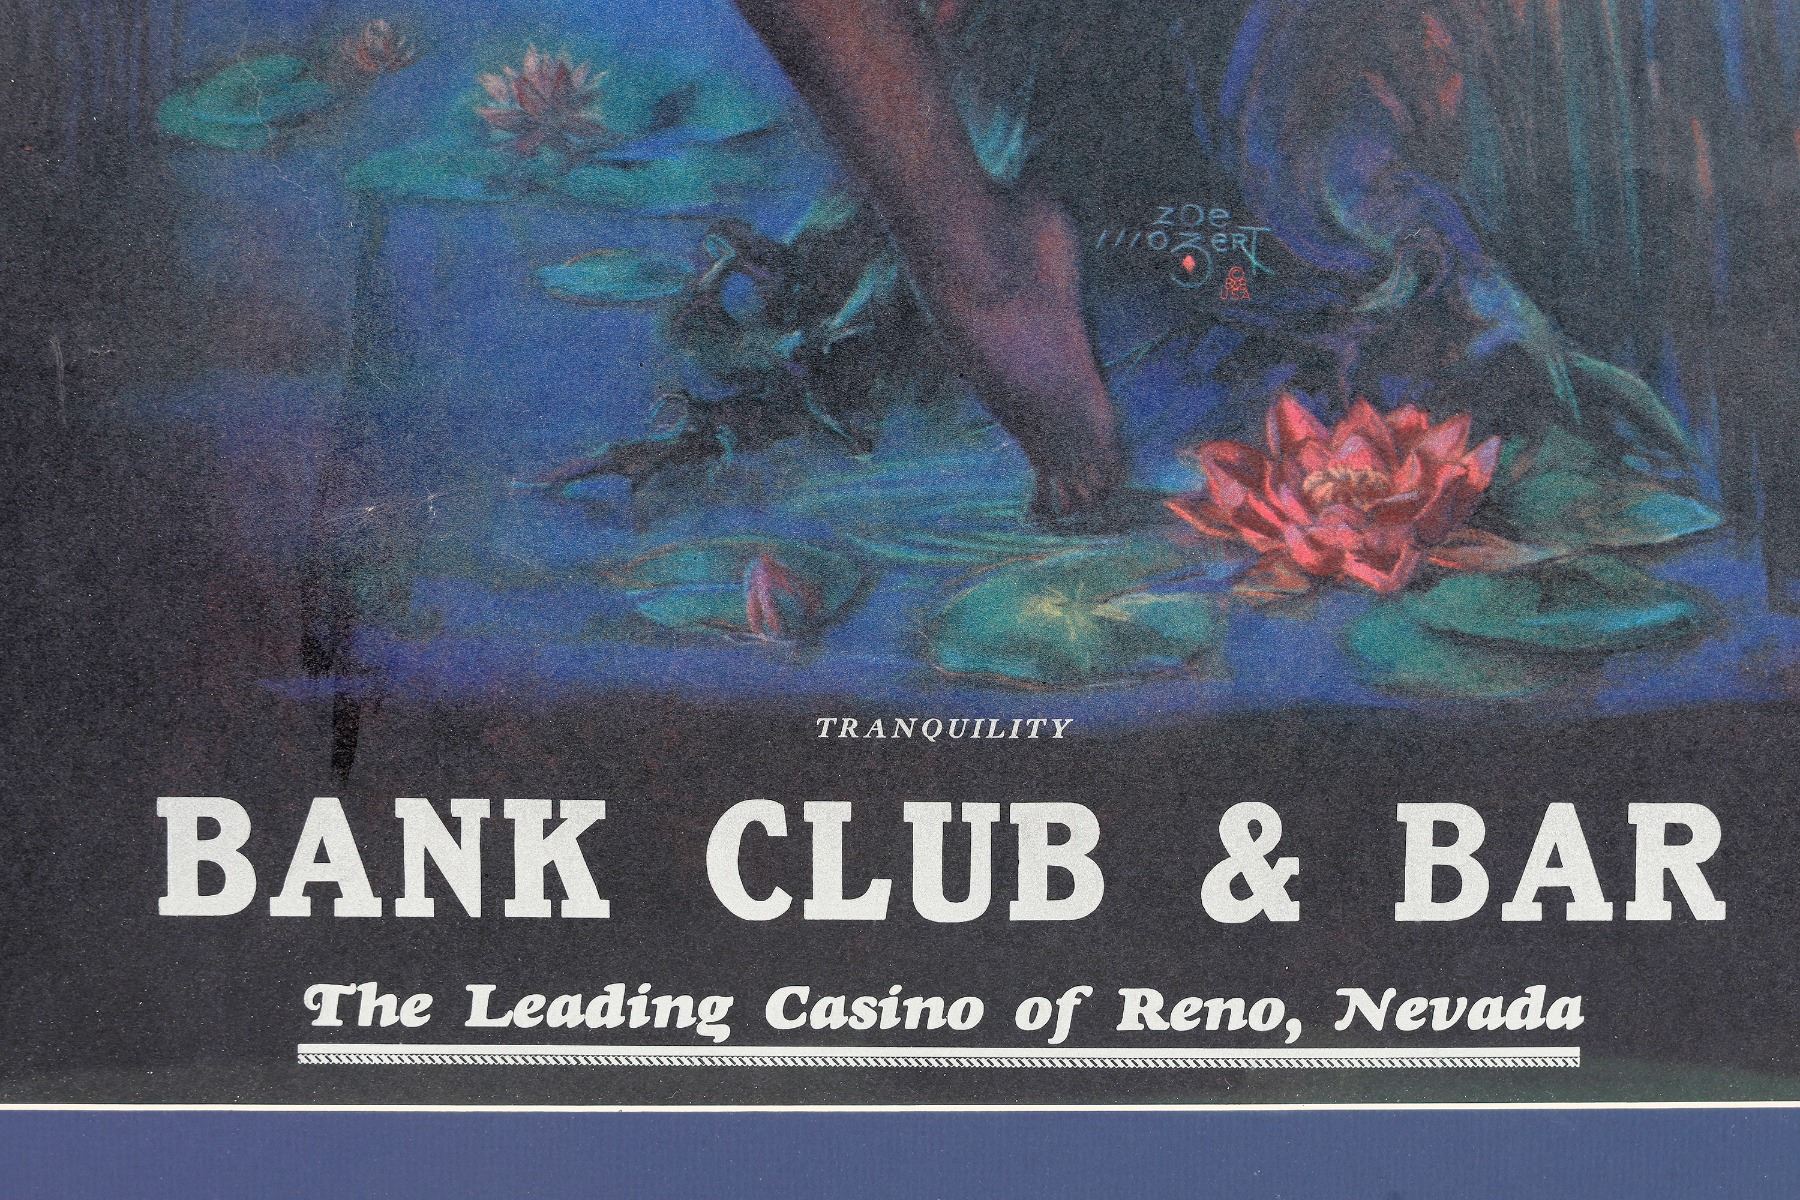 zoe
mozert
TRANQUILITY
BANK CLUB & BAR
The Leading Casino of Reno, Nevada